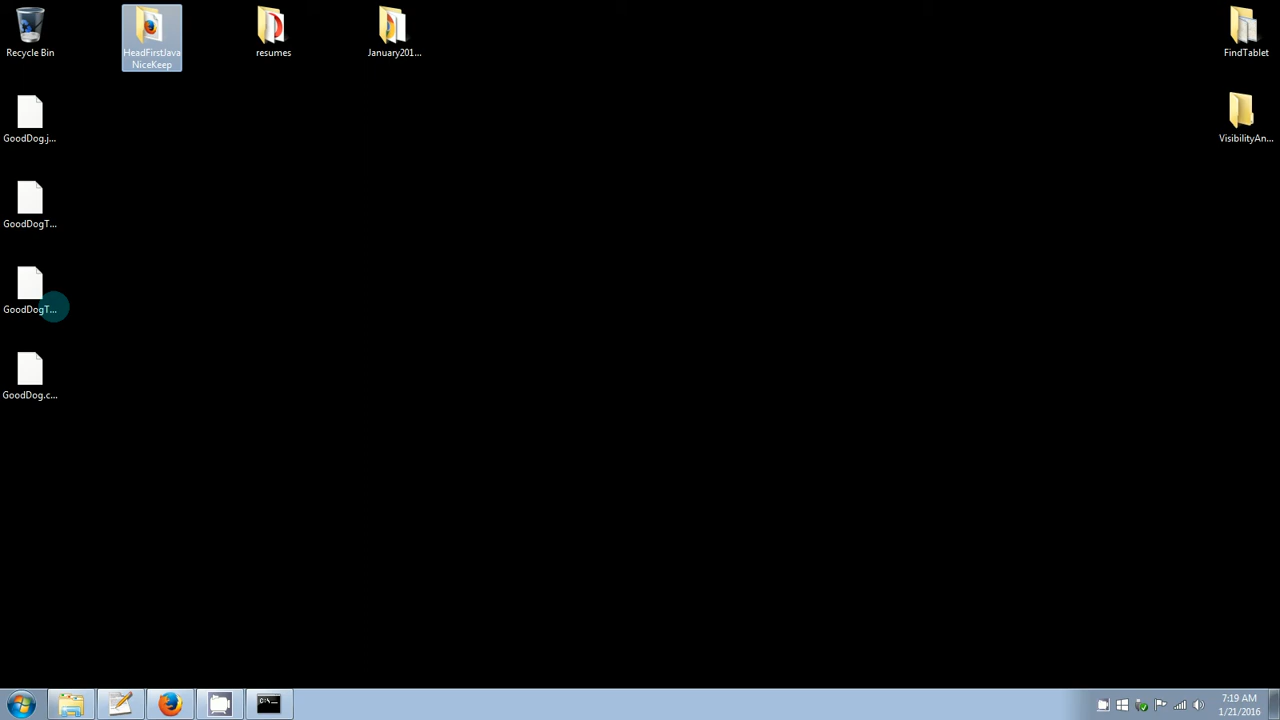 Recycle Bin
HeadFirstJava
NiceKeep
resumes
January201...
FindTablet
GoodDog.j...
VisibilityAn...
GoodDogT...
GoodDogT...
GoodDog.c...
C:\...
7:19 AM
1/21/2016